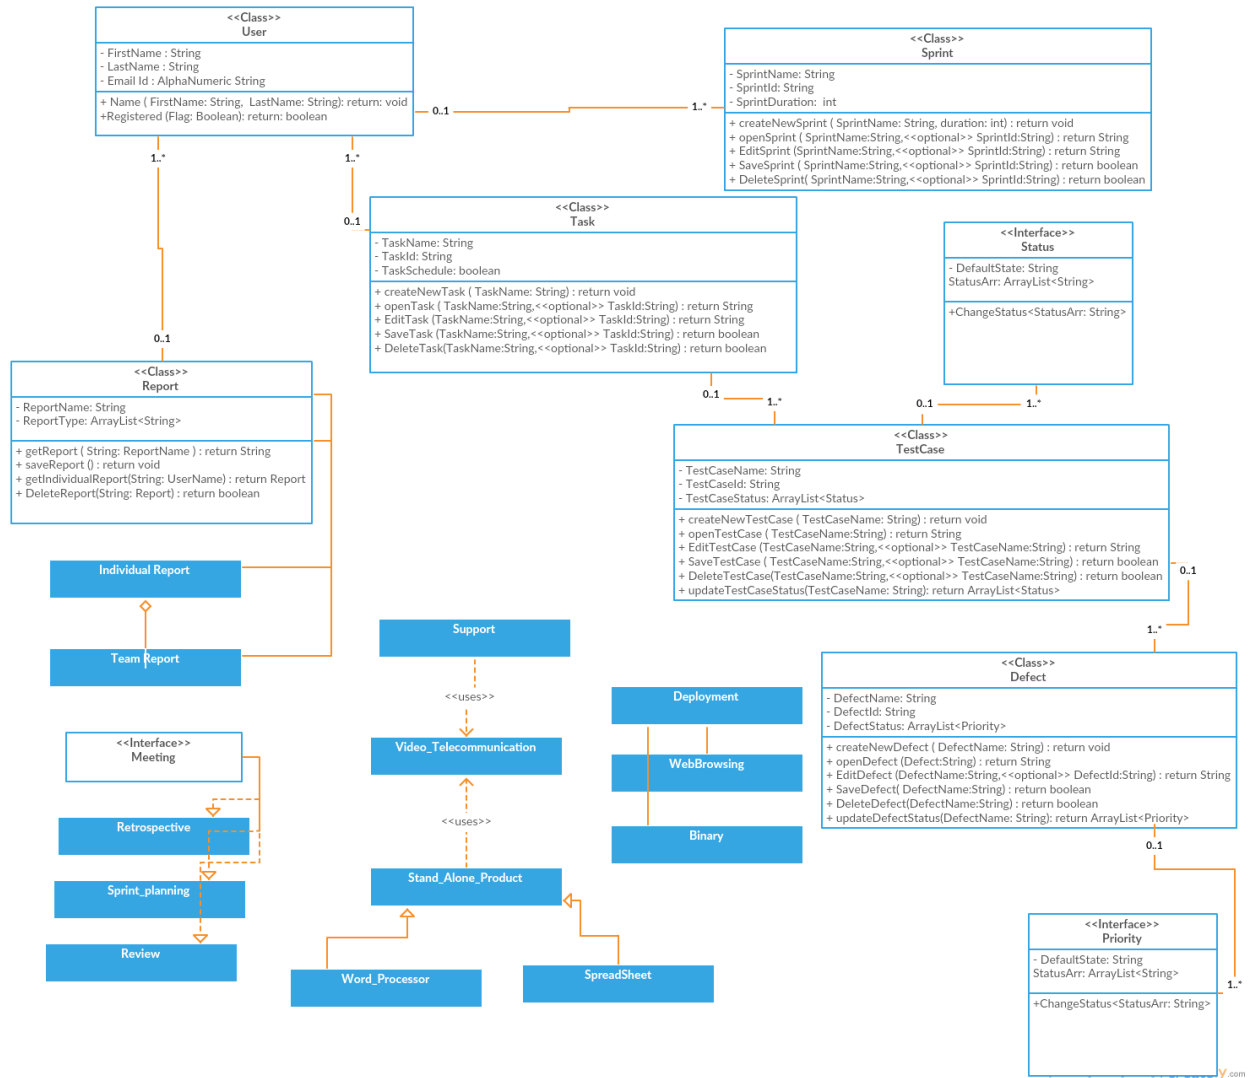 <<Class>>
User
- FirstName : String
- LastName : String
- Email Id : AlphaNumeric String
+ Name ( FirstName: String, LastName: String): return: void
+Registered (Flag: Boolean): return: boolean
0..1
1..*
<<Class>>
Sprint
- SprintName: String
- SprintId: String
- SprintDuration: int
+ createNewSprint ( SprintName: String, duration: int) : return void
+ openSprint ( SprintName:String,<<optional>> SprintId:String) : return String
+ EditSprint (SprintName:String,<<optional>> SprintId:String) : return String
+ SaveSprint ( SprintName:String,<<optional>> SprintId:String) : return boolean
+ DeleteSprint( SprintName:String,<<optional>> SprintId:String) : return boolean
1..*
1..*
0..1
<<Class>>
Task
- TaskName: String
- TaskId: String
- TaskSchedule: boolean
+ createNewTask ( TaskName: String) : return void
+ openTask ( TaskName:String,<<optional>> TaskId:String) : return String
+ EditTask (TaskName:String,<<optional>> TaskId:String) : return String
+ SaveTask (TaskName:String,<<optional>> TaskId:String) : return boolean
+ DeleteTask(TaskName:String,<<optional>> TaskId:String) : return boolean
<<Interface>>
Status
- DefaultState: String
StatusArr: ArrayList<String>
+ChangeStatus<StatusArr: String>
0..1
<<Class>>
Report
- ReportName: String
- ReportType: ArrayList<String>
+ getReport ( String: ReportName ) : return String
+ saveReport () : return void
+ getIndividualReport(String: UserName) : return Report
+ DeleteReport(String: Report) : return boolean
0..1
1..*
0..1
1..*
<<Class>>
TestCase
- TestCaseName: String
- TestCaseId: String
- TestCaseStatus: ArrayList<Status>
+ createNewTestCase ( TestCaseName: String) : return void
+ openTestCase ( TestCaseName:String) : return String
+ EditTestCase (TestCaseName:String,<<optional>> TestCaseName:String) : return String
+ SaveTestCase ( TestCaseName:String,<<optional>> TestCaseName:String) : return boolean
+ DeleteTestCase(TestCaseName:String,<<optional>> TestCaseName:String) : return boolean
+ updateTestCaseStatus(TestCaseName: String): return ArrayList<Status>
0..1
1..*
Individual Report
Team Report
Support
<<uses>>
Video_Telecommunication
<<uses>>
Stand_Alone_Product
Word_Processor
SpreadSheet
Deployment
WebBrowsing
Binary
<<Class>>
Defect
- DefectName: String
- DefectId: String
- DefectStatus: ArrayList<Priority>
+ createNewDefect ( DefectName: String) : return void
+ openDefect (Defect:String) : return String
+ EditDefect (DefectName:String,<<optional>> DefectId:String) : return String
+ SaveDefect( DefectName:String) : return boolean
+ DeleteDefect(DefectName:String) : return boolean
+ updateDefectStatus(DefectName: String): return ArrayList<Priority>
0..1
<<Interface>>
Meeting
Retrospective
Sprint_planning
Review
<<Interface>>
Priority
- DefaultState: String
StatusArr: ArrayList<String>
+ChangeStatus<StatusArr: String>
1..*
y.com